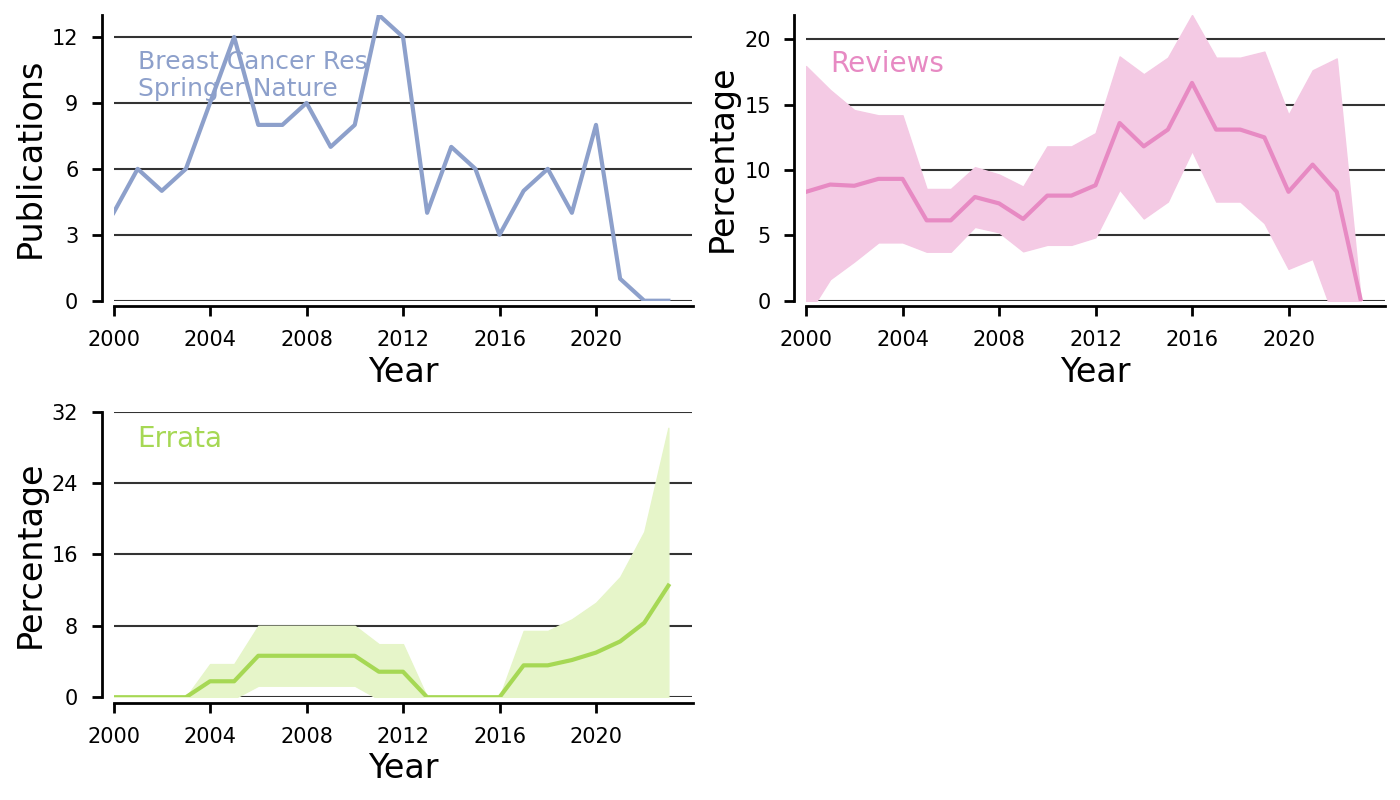 Publications
12
9
6
3
0
Breast Cancer Res
Springer Nature
2000 2004 2008 2012 2016 2020
Year
Percentage
20
15
10
5
0
Reviews
2000 2004 2008 2012 2016 2020
Year
Percentage
32
24
16
8
0
Errata
2000 2004 2008 2012 2016 2020
Year